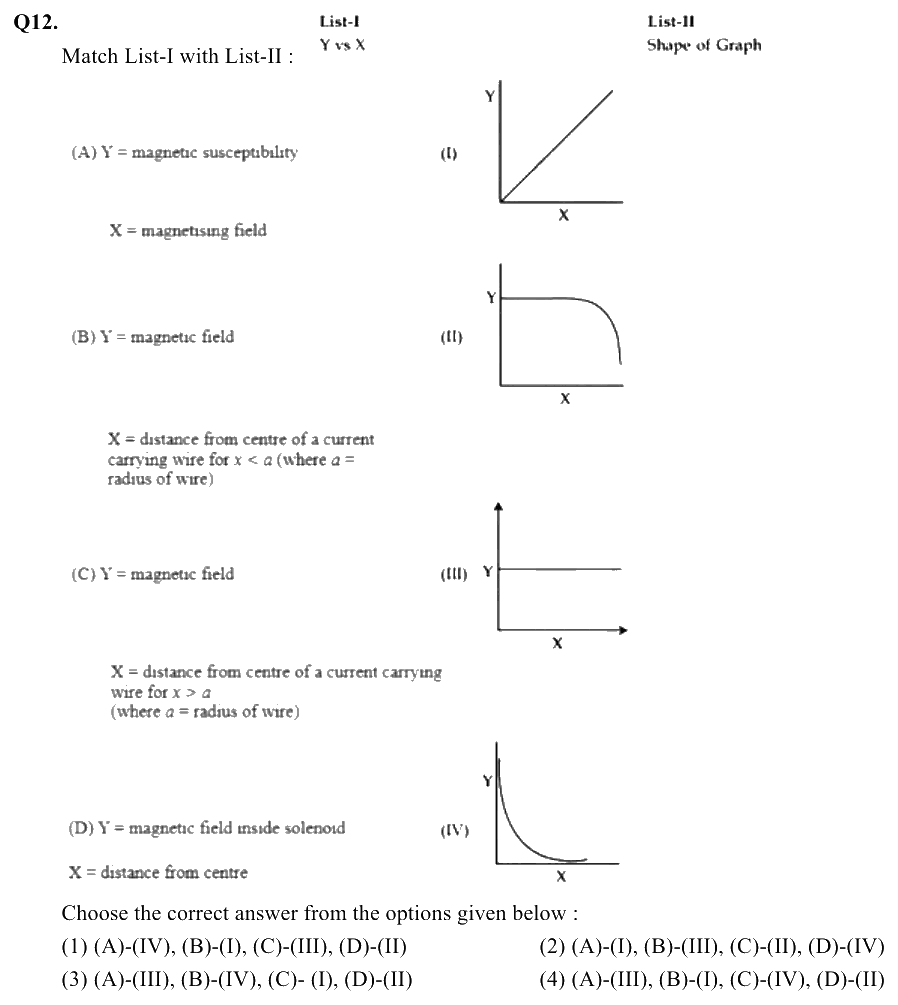 Q12.
List-I
List-II
Match List-I with List-II :
Y vs X
Shape of Graph
Y
(A) Y = magnetic susceptibility
(I)
X
X = magnetising field
Y
(B) Y = magnetic field
(II)
X
X = distance from centre of a current
carrying wire for x < a (where a =
radius of wire)
(C) Y = magnetic field
(III)
Y
X
X = distance from centre of a current carrying
wire for x > a
(where a = radius of wire)
Y
(D) Y = magnetic field inside solenoid
(IV)
X = distance from centre
X
Choose the correct answer from the options given below :
(1) (A)-(IV), (B)-(I), (C)-(III), (D)-(II)
(2) (A)-(I), (B)-(III), (C)-(II), (D)-(IV)
(3) (A)-(III), (B)-(IV), (C)- (I), (D)-(II)
(4) (A)-(III), (B)-(I), (C)-(IV), (D)-(II)